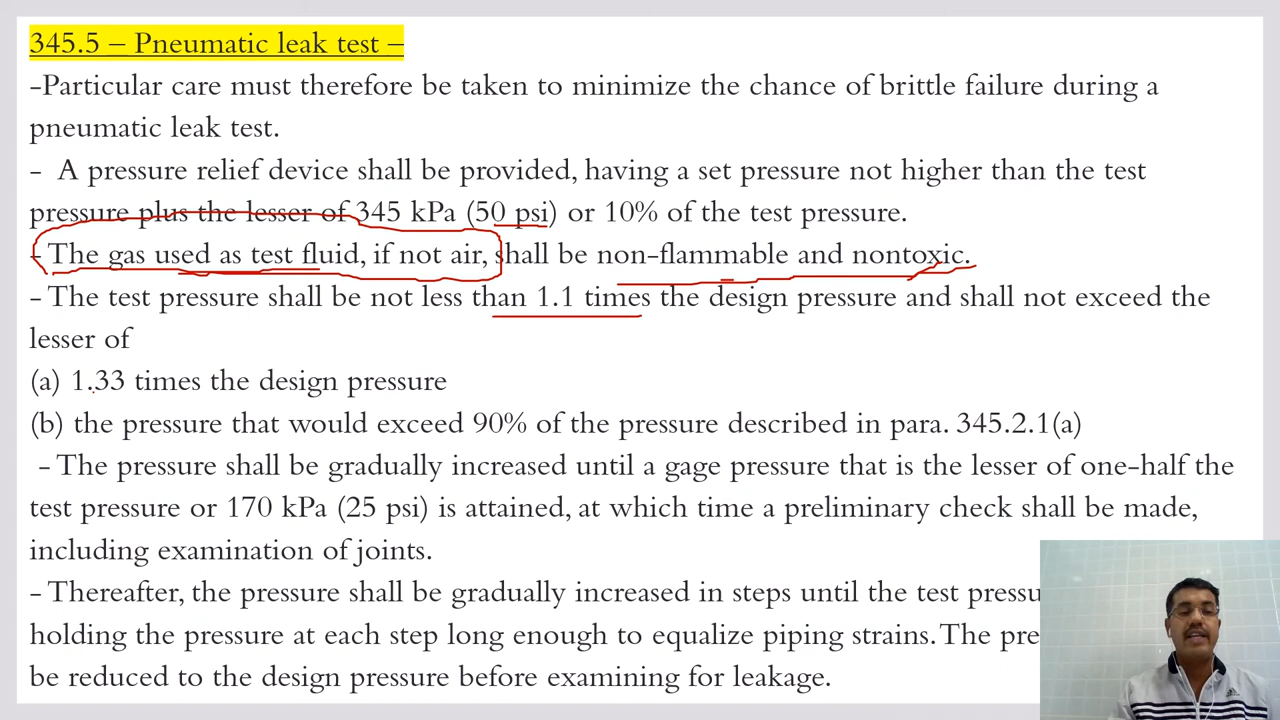 345.5 – Pneumatic leak test –
-Particular care must therefore be taken to minimize the chance of brittle failure during a
pneumatic leak test.
- A pressure relief device shall be provided, having a set pressure not higher than the test
pressure plus the lesser of 345 kPa (50 psi) or 10% of the test pressure.
- The gas used as test fluid, if not air, shall be non-flammable and nontoxic.
- The test pressure shall be not less than 1.1 times the design pressure and shall not exceed the
lesser of
(a) 1.33 times the design pressure
(b) the pressure that would exceed 90% of the pressure described in para. 345.2.1(a)
- The pressure shall be gradually increased until a gage pressure that is the lesser of one-half the
test pressure or 170 kPa (25 psi) is attained, at which time a preliminary check shall be made,
including examination of joints.
- Thereafter, the pressure shall be gradually increased in steps until the test
holding the pressure at each step long enough to equalize piping strains. The
be reduced to the design pressure before examining for leakage.